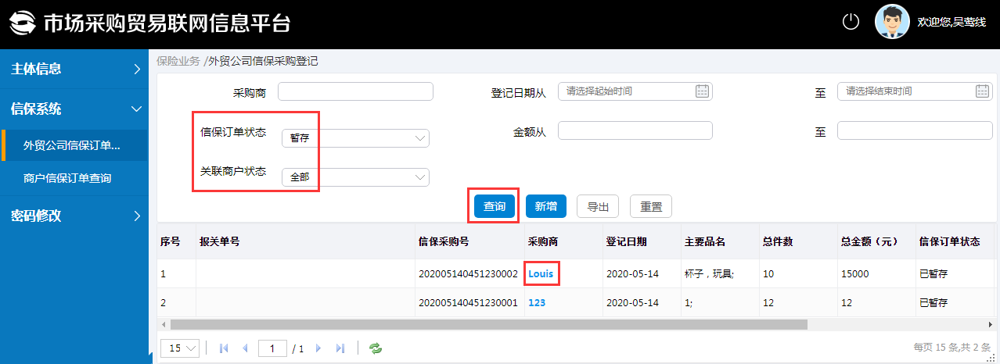 市场采购贸易联网信息平台
欢迎您,吴莺线
主体信息
信保系统
外贸公司信保订单...
商户信保订单查询
密码修改
保险业务 /外贸公司信保采购登记
采购商 登记日期从 请选择起始时间 至 请选择结束时间
信保订单状态 暂存 金额从 至
关联商户状态 全部
查询 新增 导出 重置
序号 报关单号 信保采购号 采购商 登记日期 主要品名 总件数 总金额（元） 信保订单状态
1 202005140451230002 Louis 2020-05-14 杯子，玩具; 10 15000 已暂存
2 202005140451230001 123 2020-05-14 1; 12 12 已暂存
15 1 / 1 每页 15 条,共 2 条